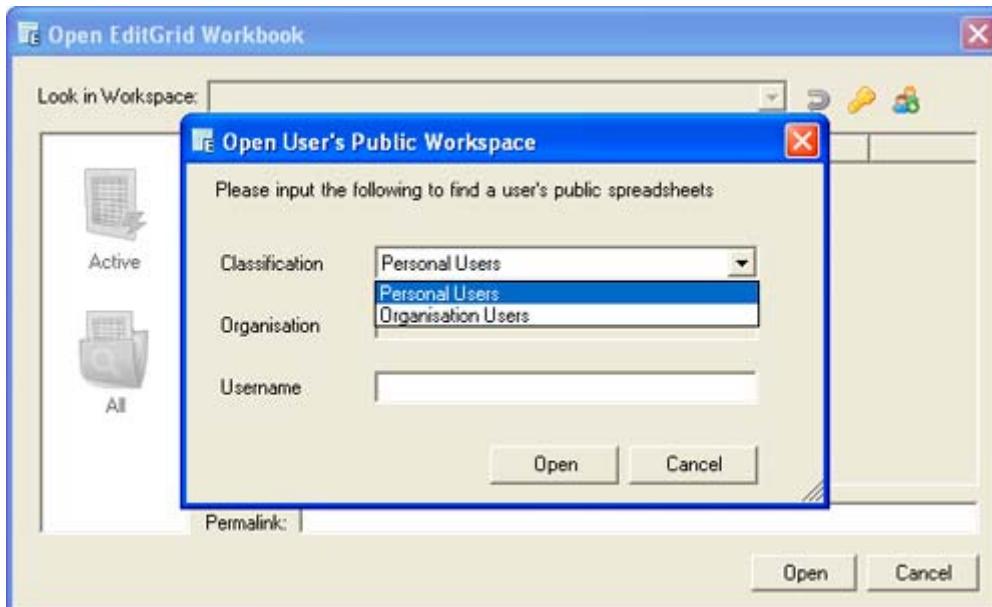 Open EditGrid Workbook
Look in Workspace:
Open User's Public Workspace
Please input the following to find a user's public spreadsheets
Active
Classification
Personal Users
Personal Users
Organisation Users
Organisation
Username
All
Open Cancel
Permalink:
Open Cancel